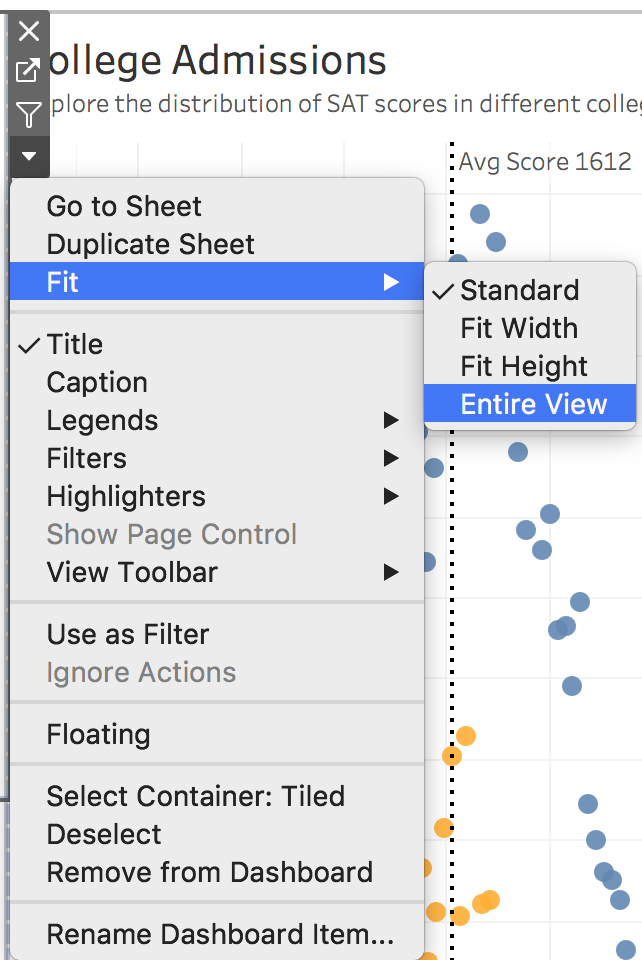 ollege Admissions
plore the distribution of SAT scores in different
Avg Score 1612
Go to Sheet
Duplicate Sheet
Fit
Standard
Fit Width
Fit Height
Entire View
Title
Caption
Legends
Filters
Highlighters
Show Page Control
View Toolbar
Use as Filter
Ignore Actions
Floating
Select Container: Tiled
Deselect
Remove from Dashboard
Rename Dashboard Item...